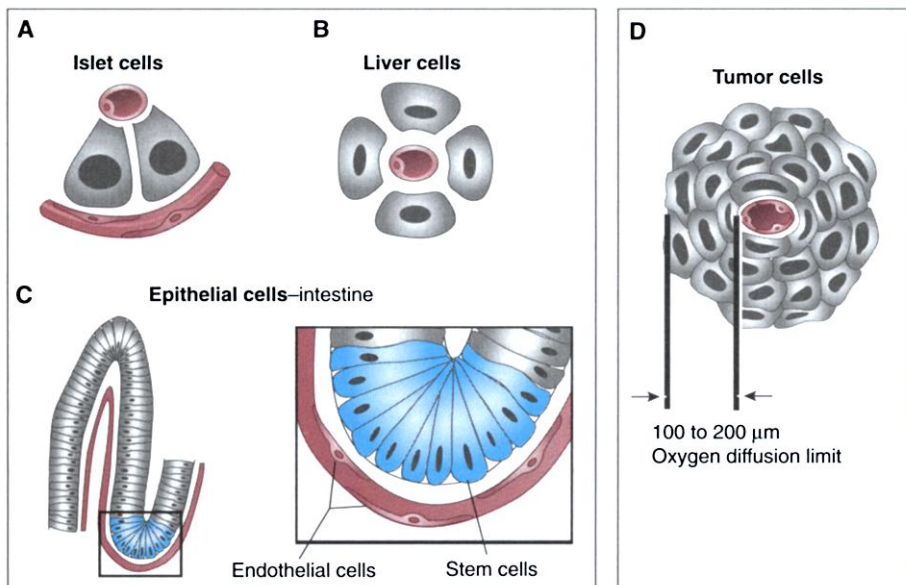 A
Islet cells
B
Liver cells
C
Epithelial cells–intestine
Endothelial cells
Stem cells
D
Tumor cells
100 to 200 μm
Oxygen diffusion limit